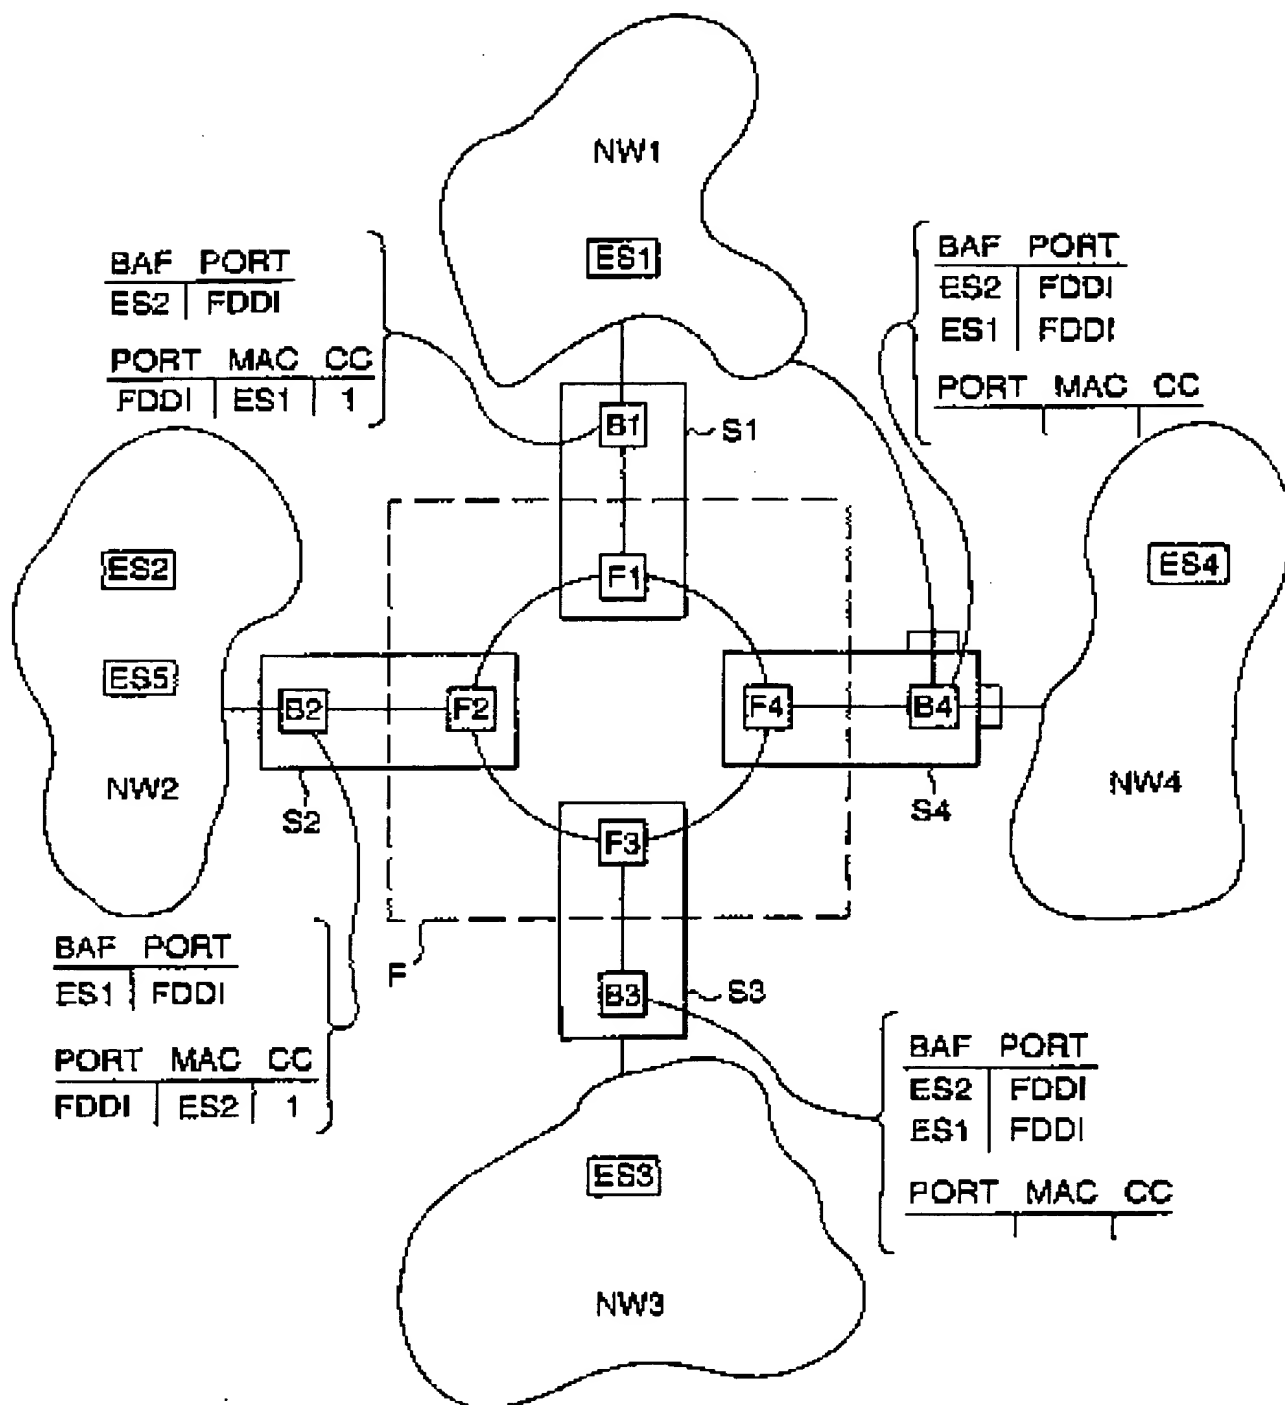 NW1
ES1
BAF PORT
ES2 FDDI
PORT MAC CC
FDDI ES1 1
BAF PORT
ES2 FDDI
ES1 FDDI
PORT MAC CC
B1
S1
F1
ES2
ES5
NW2
B2
F2
S2
F4
B4
S4
ES4
NW4
F3
B3
S3
F
BAF PORT
ES1 FDDI
PORT MAC CC
FDDI ES2 1
BAF PORT
ES2 FDDI
ES1 FDDI
PORT MAC CC
ES3
NW3